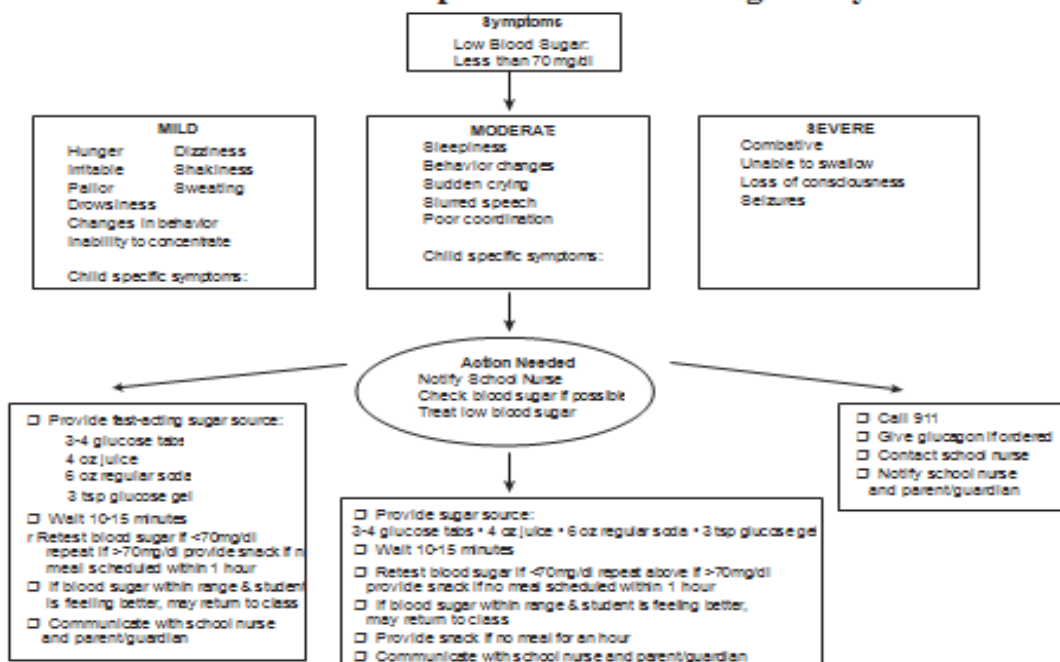 Symptoms
Low Blood Sugar:
Less than 70 mg/dl
MILD
Hunger Dizziness
Irritable Shakiness
Pallor Sweating
Drowsiness
Changes in behavior
Inability to concentrate
Child specific symptoms:
MODERATE
Sleepiness
Behavior changes
Sudden crying
Slurred speech
Poor coordination
Child specific symptoms:
SEVERE
Combative
Unable to swallow
Loss of consciousness
Seizures
Action Needed
Notify School Nurse
Check blood sugar if possible
Treat low blood sugar
❒ Provide fast-acting sugar source:
3-4 glucose tabs
4 oz juice
6 oz regular soda
3 tsp glucose gel
❒ Wait 10-15 minutes
r Retest blood sugar if <70mg/dl
repeat if >70mg/dl provide snack if n
meal scheduled within 1 hour
❒ If blood sugar within range & student
is feeling better, may return to class
❒ Communicate with school nurse
and parent/guardian
❒ Provide sugar source:
3-4 glucose tabs • 4 oz juice • 6 oz regular soda • 3 tsp glucose gel
❒ Wait 10-15 minutes
❒ Retest blood sugar if <70mg/dl repeat above if >70mg/dl
provide snack if no meal scheduled within 1 hour
❒ If blood sugar within range & student is feeling better,
may return to class
❒ Provide snack if no meal for an hour
❒ Communicate with school nurse and parent/guardian
❒ Call 911
❒ Give glucagon if ordered
❒ Contact school nurse
❒ Notify school nurse
and parent/guardian